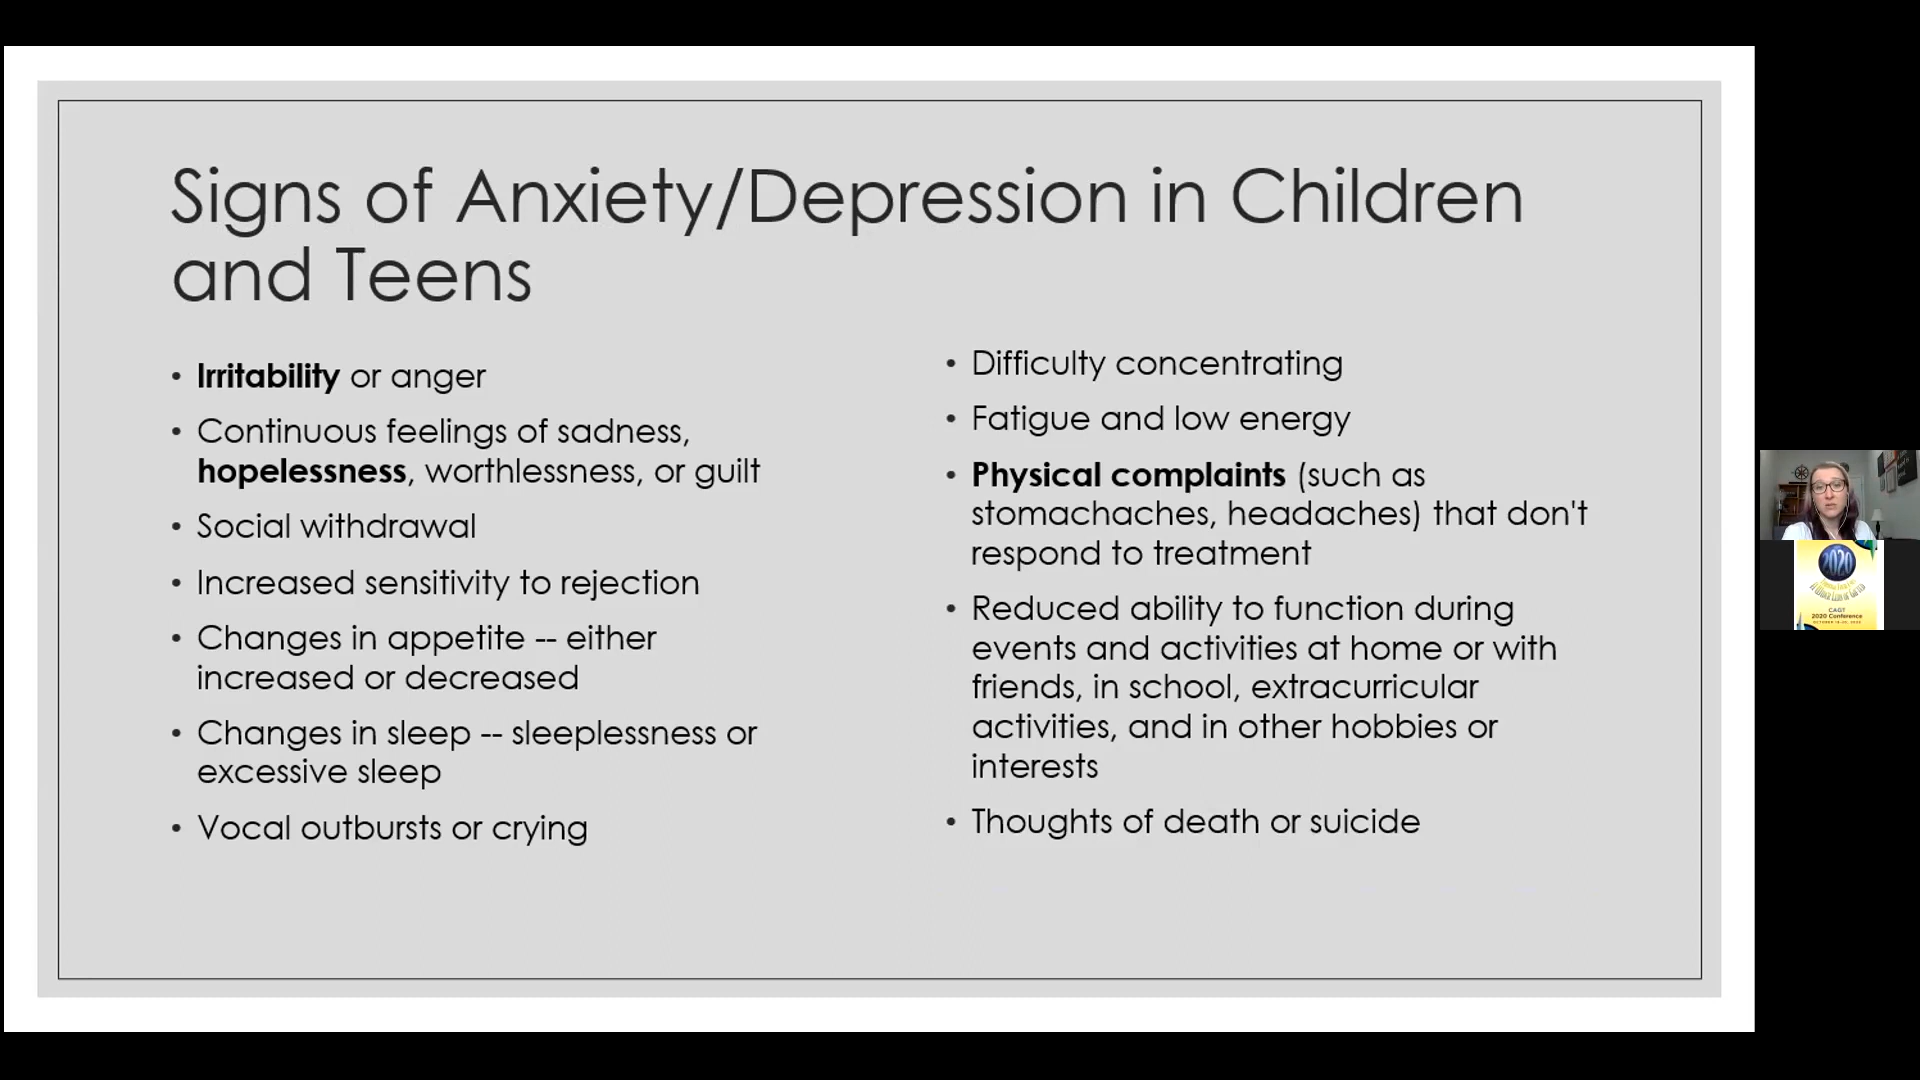 Signs of Anxiety/Depression in Children
and Teens
• Irritability or anger
• Continuous feelings of sadness,
hopelessness, worthlessness, or guilt
• Social withdrawal
• Increased sensitivity to rejection
• Changes in appetite -- either
increased or decreased
• Changes in sleep -- sleeplessness or
excessive sleep
• Vocal outbursts or crying
• Difficulty concentrating
• Fatigue and low energy
• Physical complaints (such as
stomachaches, headaches) that don't
respond to treatment
• Reduced ability to function during
events and activities at home or with
friends, in school, extracurricular
activities, and in other hobbies or
interests
• Thoughts of death or suicide
2020
CAGT
2020 Conference